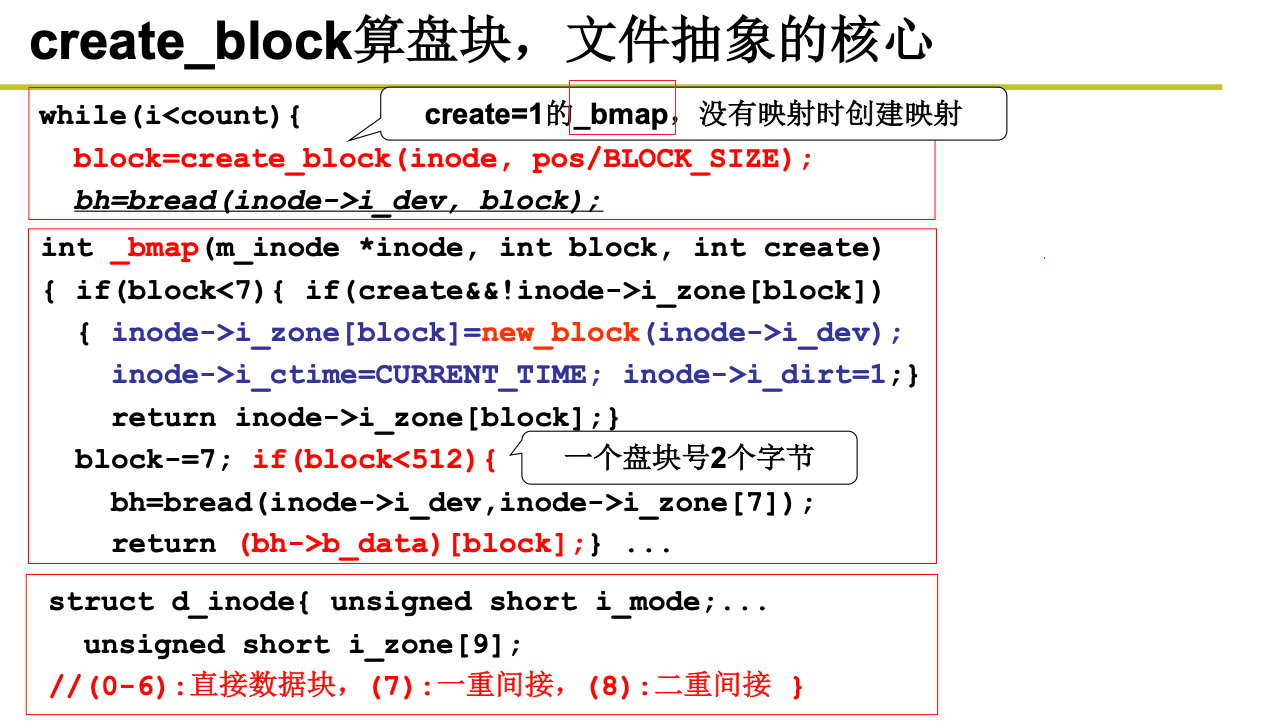 create_block算盘块，文件抽象的核心
while(i<count){
create=1的_bmap，没有映射时创建映射
block=create_block(inode, pos/BLOCK_SIZE);
bh=bread(inode->i_dev, block);
int _bmap(m_inode *inode, int block, int create)
{ if(block<7){ if(create&&!inode->i_zone[block])
{ inode->i_zone[block]=new_block(inode->i_dev);
inode->i_ctime=CURRENT_TIME; inode->i_dirt=1;}
return inode->i_zone[block];}
block-=7; if(block<512){
一个盘块号2个字节
bh=bread(inode->i_dev,inode->i_zone[7]);
return (bh->b_data)[block];} ...
struct d_inode{ unsigned short i_mode;...
unsigned short i_zone[9];
//(0-6):直接数据块，(7):一重间接，(8):二重间接 }